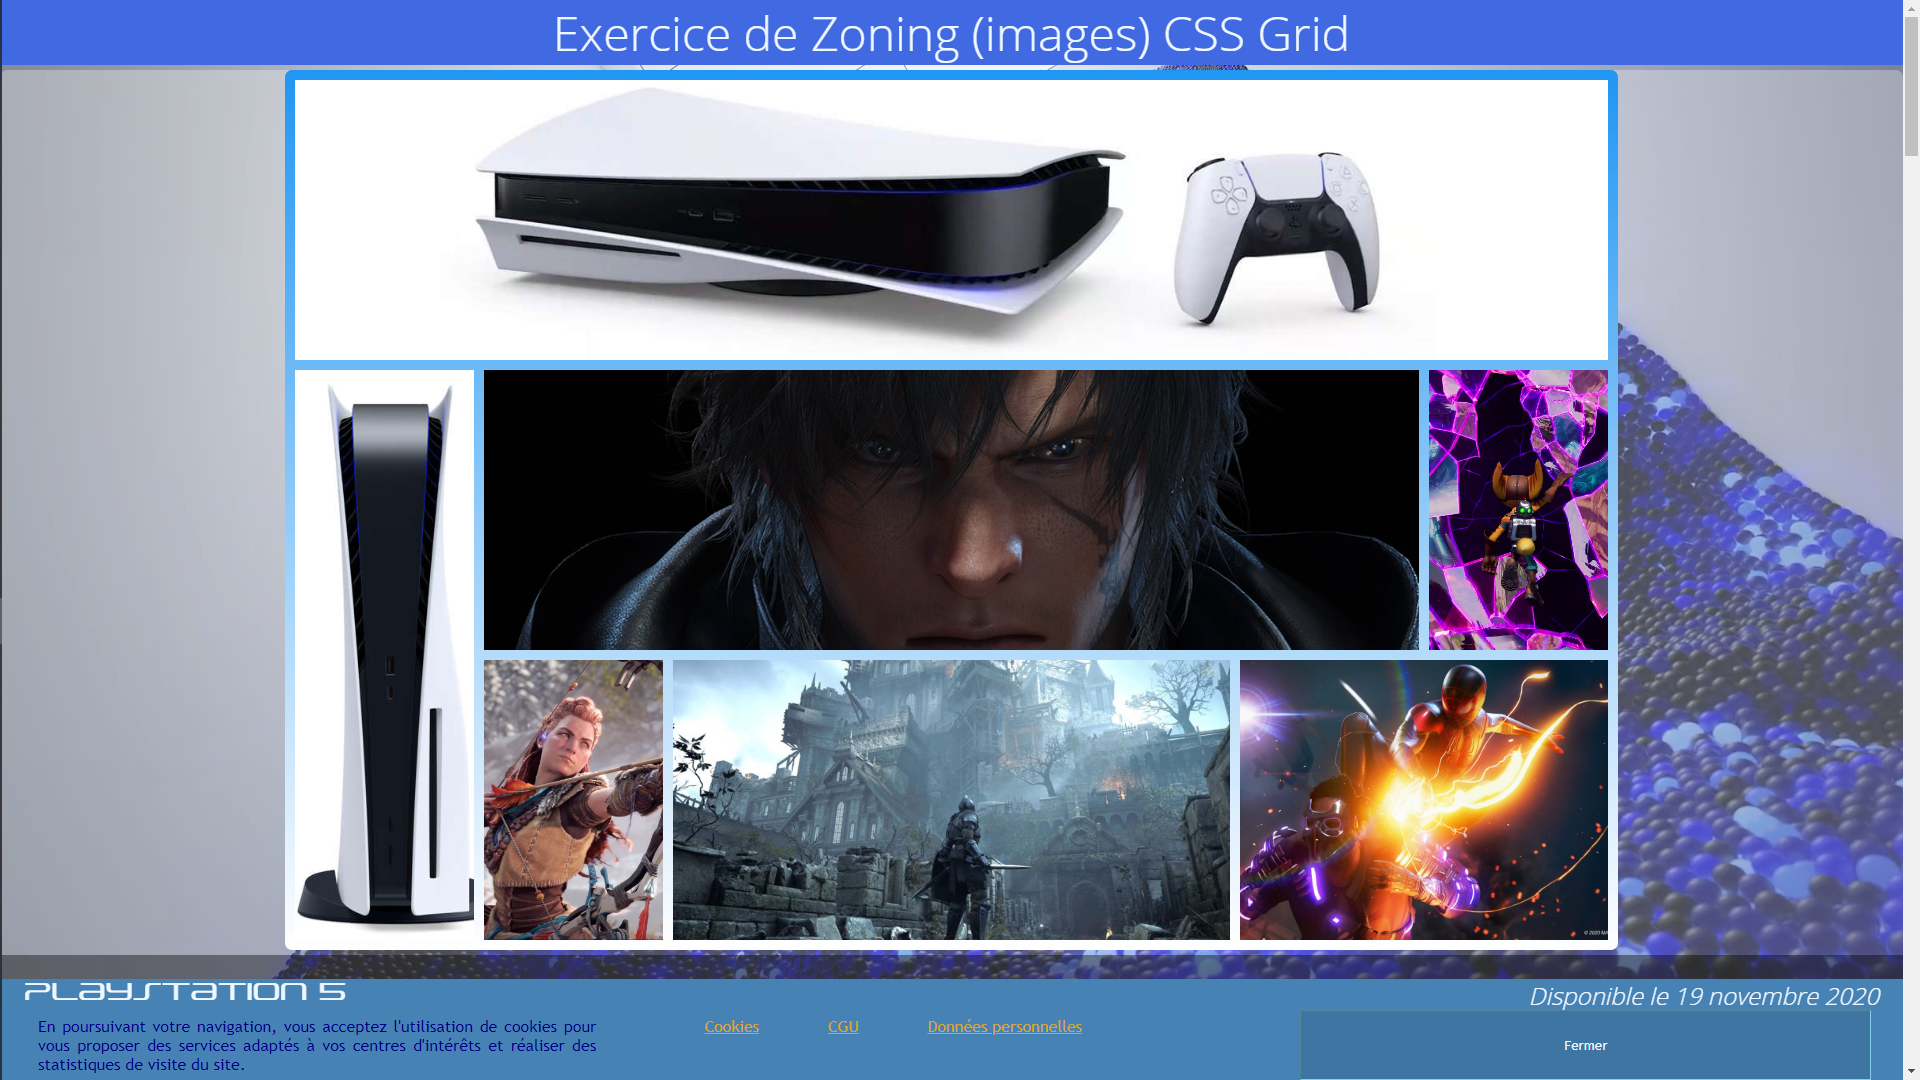 Exercice de Zoning (images) CSS Grid
PLAYSTATION 5
Disponible le 19 novembre 2020
En poursuivant votre navigation, vous acceptez l'utilisation de cookies pour
vous proposer des services adaptés à vos centres d'intérêts et réaliser des
statistiques de visite du site.
Cookies
CGU
Données personnelles
Fermer